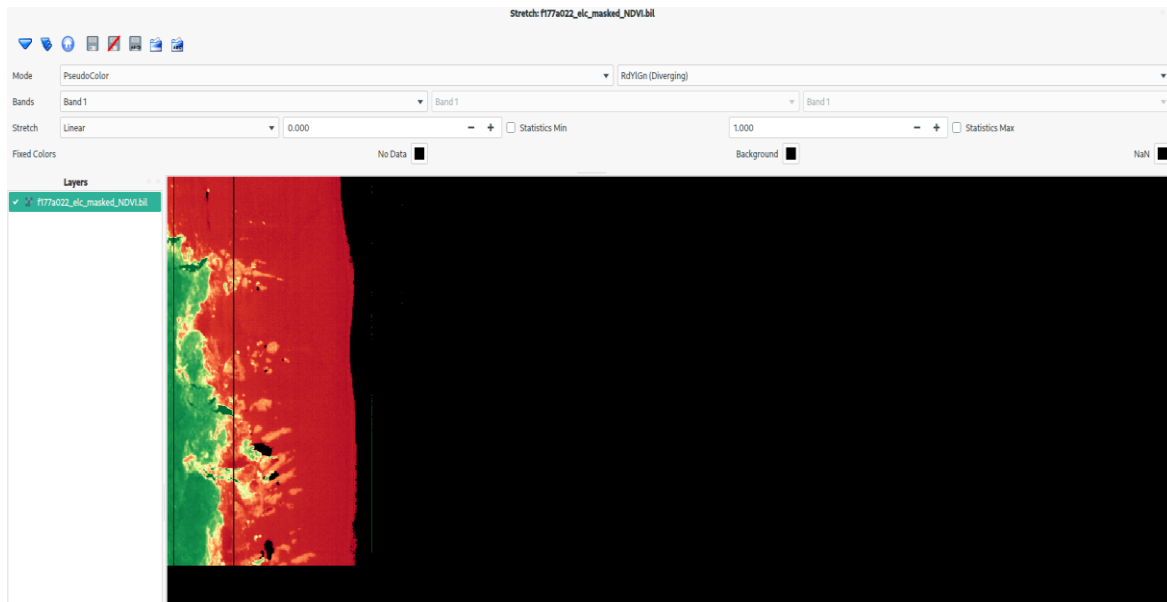 Stretch: f177a022_elc_masked_NDVI.bil
Mode PseudoColor RdYlGn (Diverging)
Bands Band 1 Band 1 Band 1
Stretch Linear 0.000 − + Statistics Min 1.000 − + Statistics Max
Fixed Colors No Data Background NaN
Layers
f177a022_elc_masked_NDVI.bil